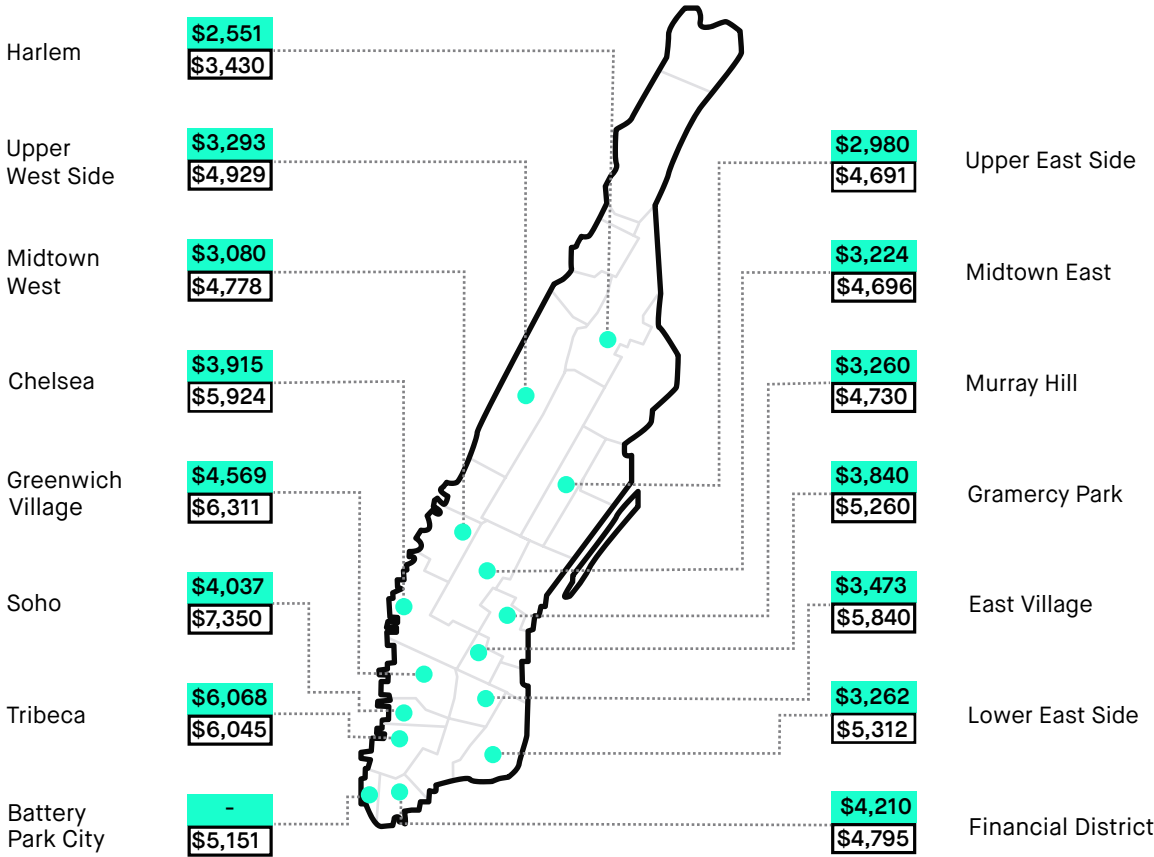 Harlem
$2,551
$3,430
Upper
West Side
$3,293
$4,929
Midtown
West
$3,080
$4,778
Chelsea
$3,915
$5,924
Greenwich
Village
$4,569
$6,311
Soho
$4,037
$7,350
Tribeca
$6,068
$6,045
Battery
Park City
-
$5,151
$2,980
$4,691
Upper East Side
$3,224
$4,696
Midtown East
$3,260
$4,730
Murray Hill
$3,840
$5,260
Gramercy Park
$3,473
$5,840
East Village
$3,262
$5,312
Lower East Side
$4,210
$4,795
Financial District